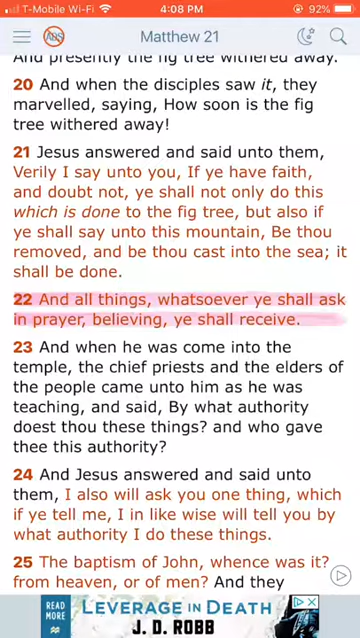 T-Mobile Wi-Fi
4:08 PM
92%
ADS
Matthew 21
And presently the fig tree withered away.
20 And when the disciples saw it, they
marvelled, saying, How soon is the fig
tree withered away!
21 Jesus answered and said unto them,
Verily I say unto you, If ye have faith,
and doubt not, ye shall not only do this
which is done to the fig tree, but also if
ye shall say unto this mountain, Be thou
removed, and be thou cast into the sea; it
shall be done.
22 And all things, whatsoever ye shall ask
in prayer, believing, ye shall receive.
23 And when he was come into the
temple, the chief priests and the elders of
the people came unto him as he was
teaching, and said, By what authority
doest thou these things? and who gave
thee this authority?
24 And Jesus answered and said unto
them, I also will ask you one thing, which
if ye tell me, I in like wise will tell you by
what authority I do these things.
25 The baptism of John, whence was it?
from heaven, or of men? And they
READ
MORE
LEVERAGE IN DEATH
J. D. ROBB